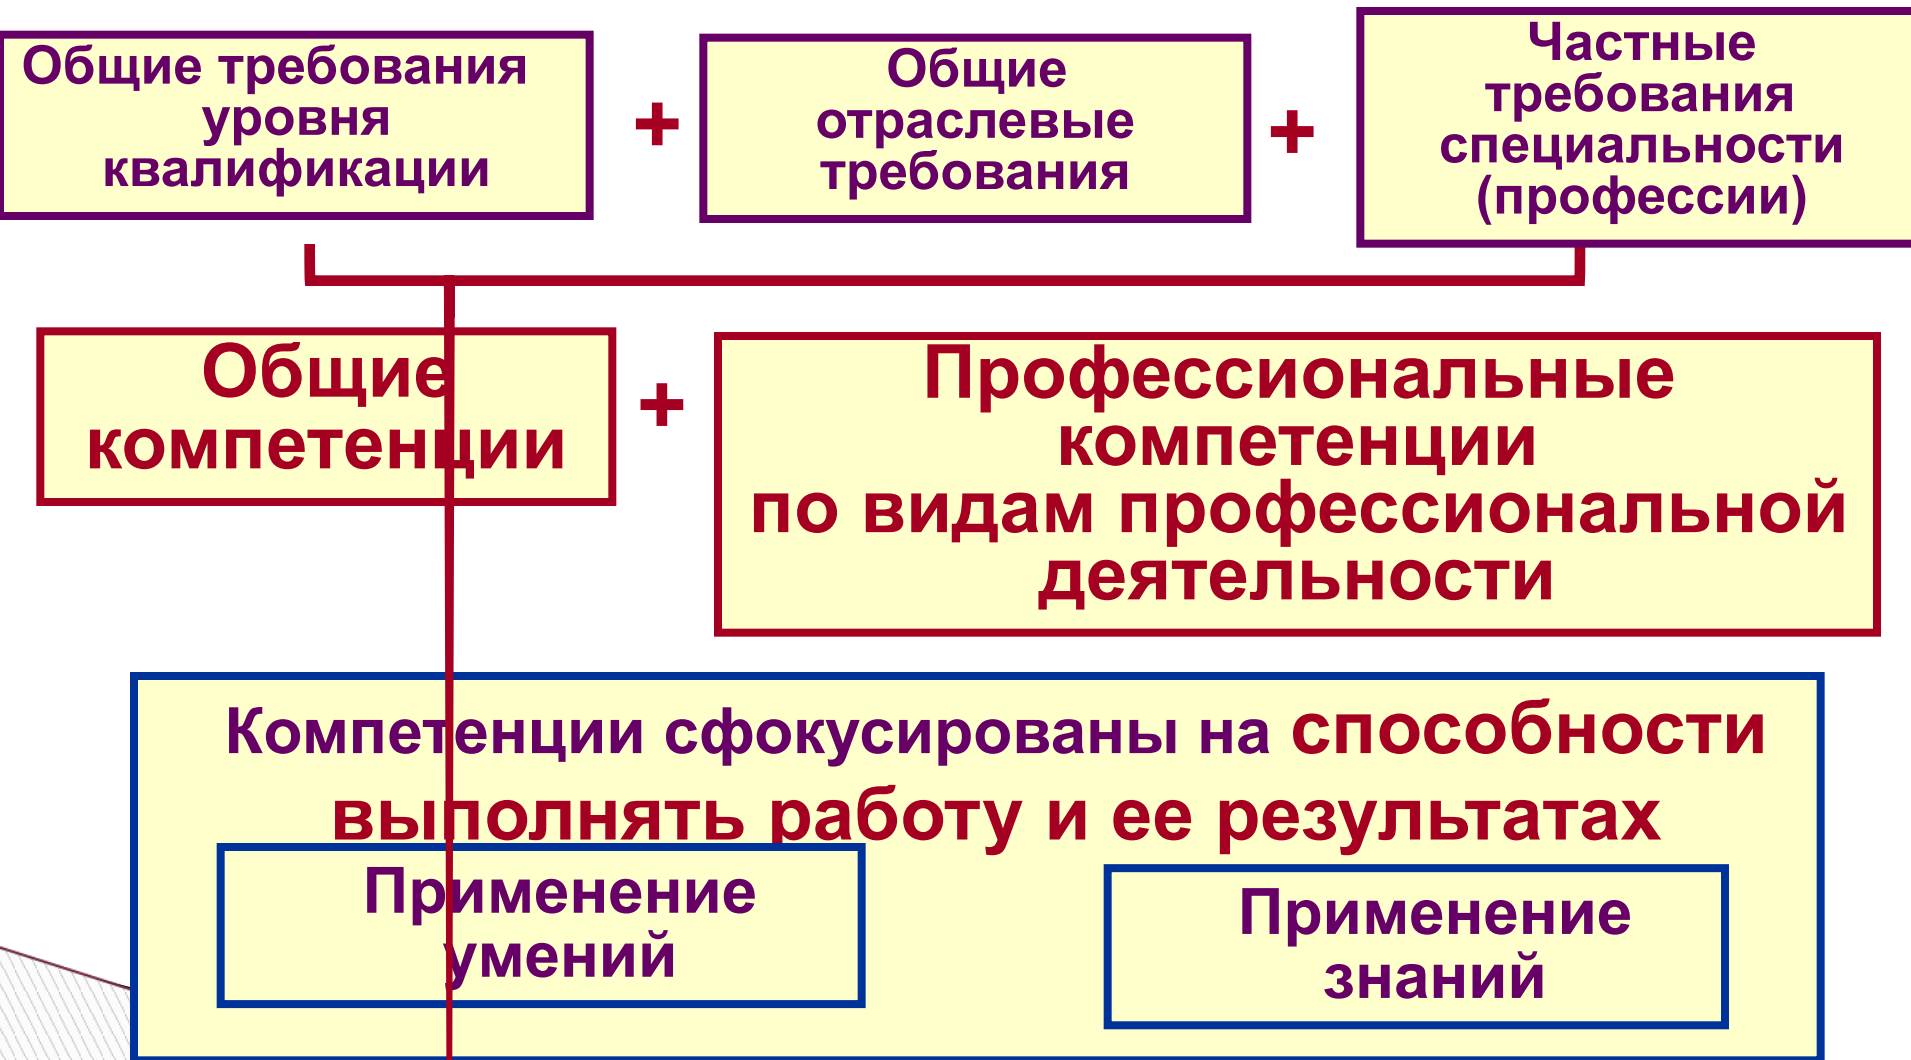 Общие требования
уровня
квалификации
+
Общие
отраслевые
требования
+
Частные
требования
специальности
(профессии)
Общие
компетенции
+
Профессиональные
компетенции
по видам профессиональной
деятельности
Компетенции сфокусированы на способности
выполнять работу и ее результатах
Применение
умений
Применение
знаний